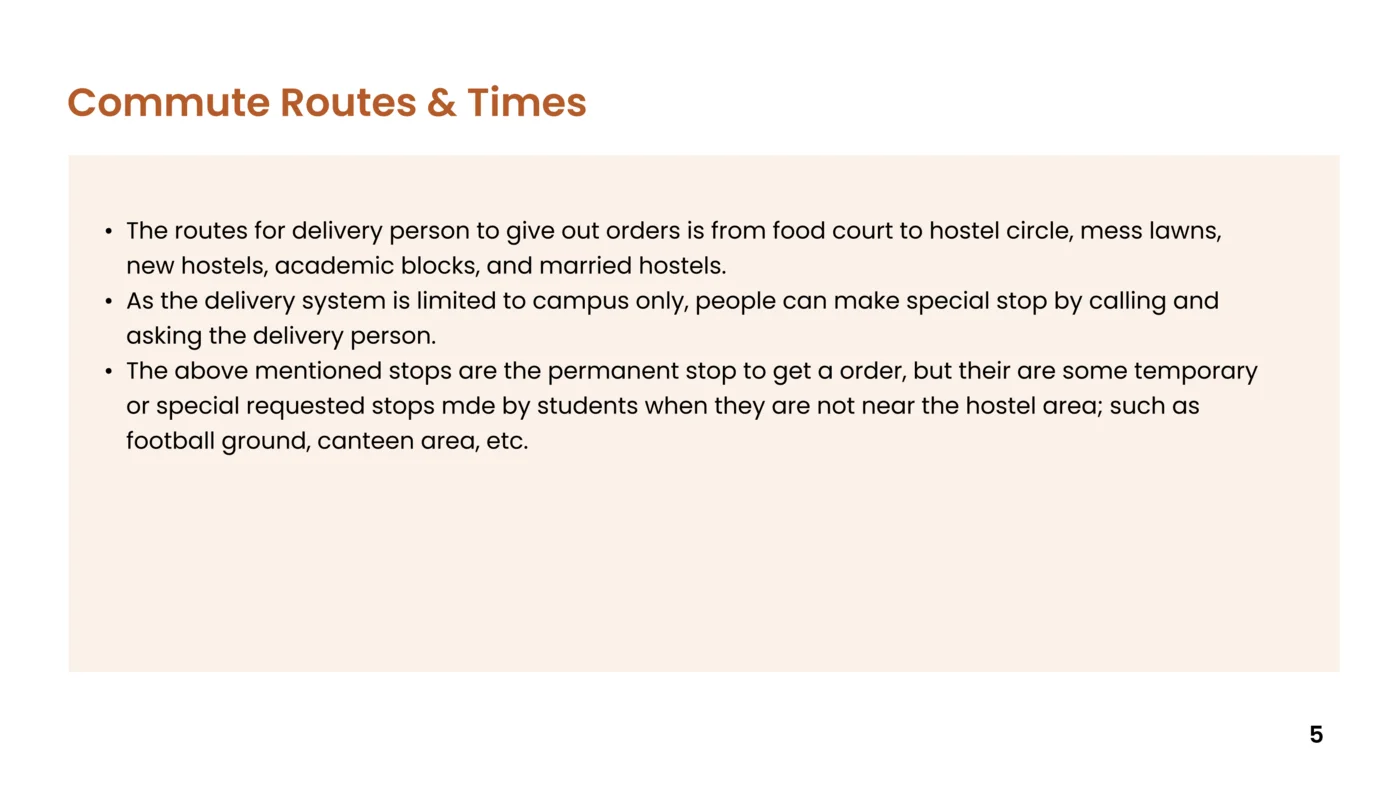 Commute Routes & Times
• The routes for delivery person to give out orders is from food court to hostel circle, mess lawns,
new hostels, academic blocks, and married hostels.
• As the delivery system is limited to campus only, people can make special stop by calling and
asking the delivery person.
• The above mentioned stops are the permanent stop to get a order, but their are some temporary
or special requested stops mde by students when they are not near the hostel area; such as
football ground, canteen area, etc.
5